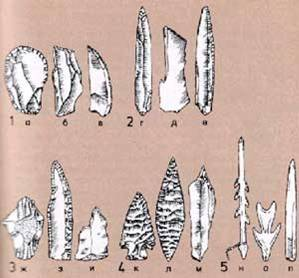 1 а б в 2 г д е
3 ж з и 4 к л м 5 н о п